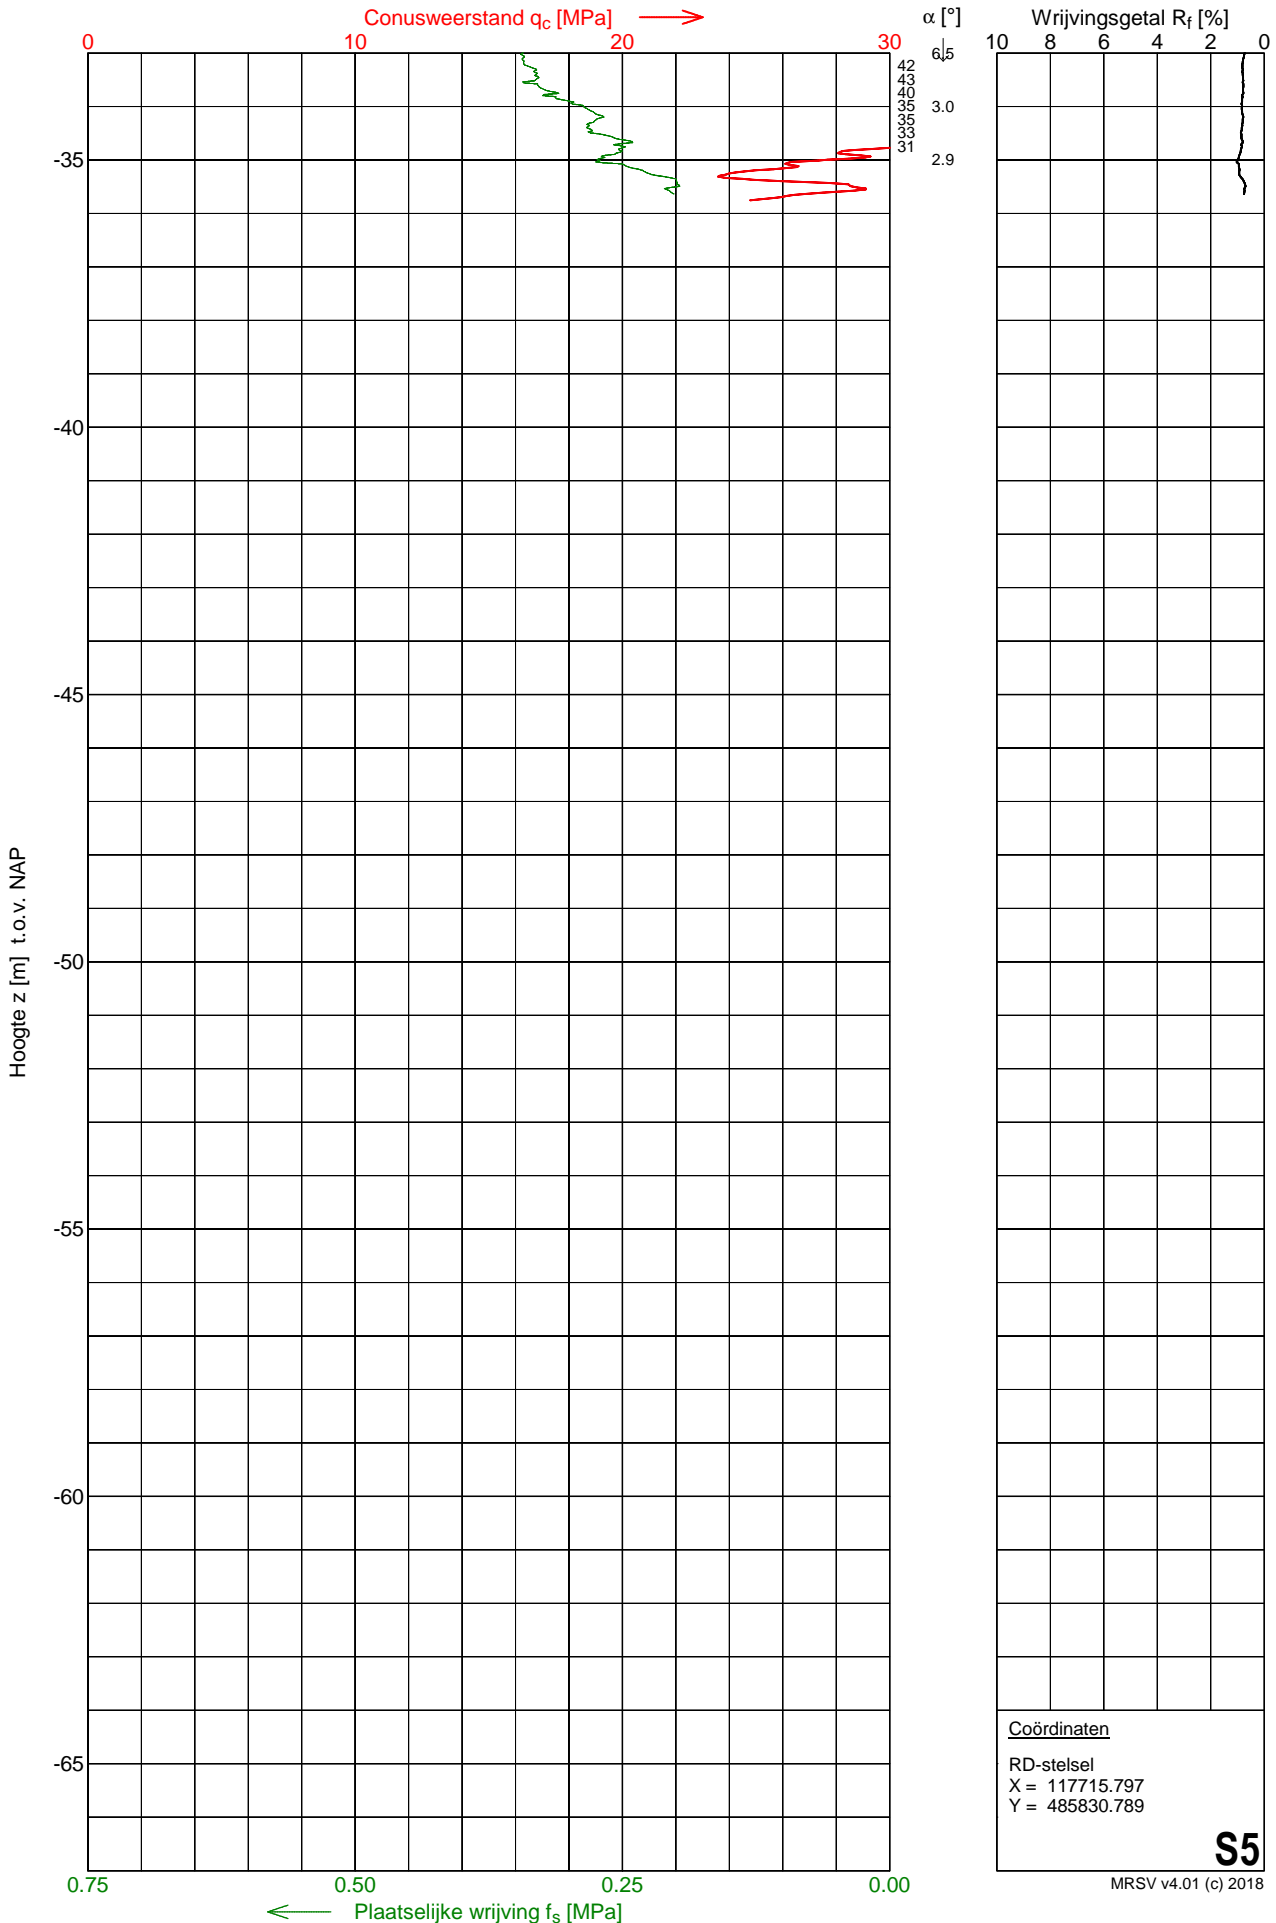 Conusweerstand qc [MPa]
α [°]
Wrijvingsgetal Rf [%]
0 10 20 30
10 8 6 4 2 0
6.5
42
43
40
35 3.0
35
33
31
2.9
-35
-40
-45
-50
-55
-60
-65
Hoogte z [m] t.o.v. NAP
Coördinaten
RD-stelsel
X = 117715.797
Y = 485830.789
S5
0.75 0.50 0.25 0.00
MRSV v4.01 (c) 2018
Plaatselijke wrijving fs [MPa]